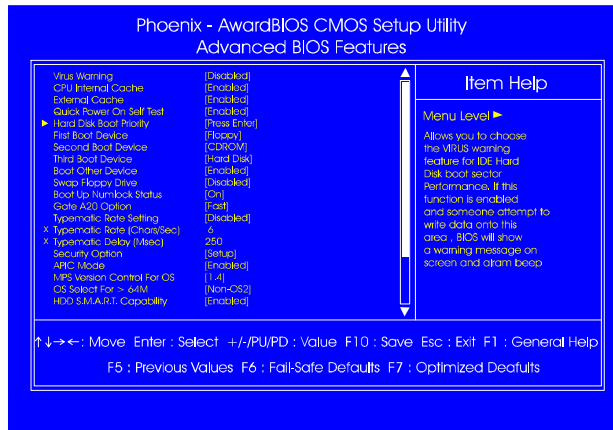 Phoenix - AwardBIOS CMOS Setup Utility
Advanced BIOS Features
Virus Warning [Disabled]
CPU Internal Cache [Enabled]
External Cache [Enabled]
Quick Power On Self Test [Enabled]
► Hard Disk Boot Priority [Press Enter]
First Boot Device [Floppy]
Second Boot Device [CDROM]
Third Boot Device [Hard Disk]
Boot Other Device [Enabled]
Swap Floppy Drive [Disabled]
Boot Up Numlock Status [On]
Gate A20 Option [Fast]
Typematic Rate Setting [Disabled]
X Typematic Rate (Chars/Sec) 6
X Typematic Delay (Msec) 250
Security Option [Setup]
APIC Mode [Enabled]
MPS Version Control For OS [1.4]
OS Select For > 64M [Non-OS2]
HDD S.M.A.R.T. Capability [Enabled]
Item Help
Menu Level ►
Allows you to choose
the VIRUS warning
feature for IDE Hard
Disk boot sector
Performance. If this
function is enabled
and someone attempt to
write data onto this
area , BIOS will show
a warning message on
screen and alram beep
↑↓→←: Move Enter : Select +/-/PU/PD : Value F10 : Save Esc : Exit F1 : General Help
F5 : Previous Values F6 : Fail-Safe Defaults F7 : Optimized Deafults